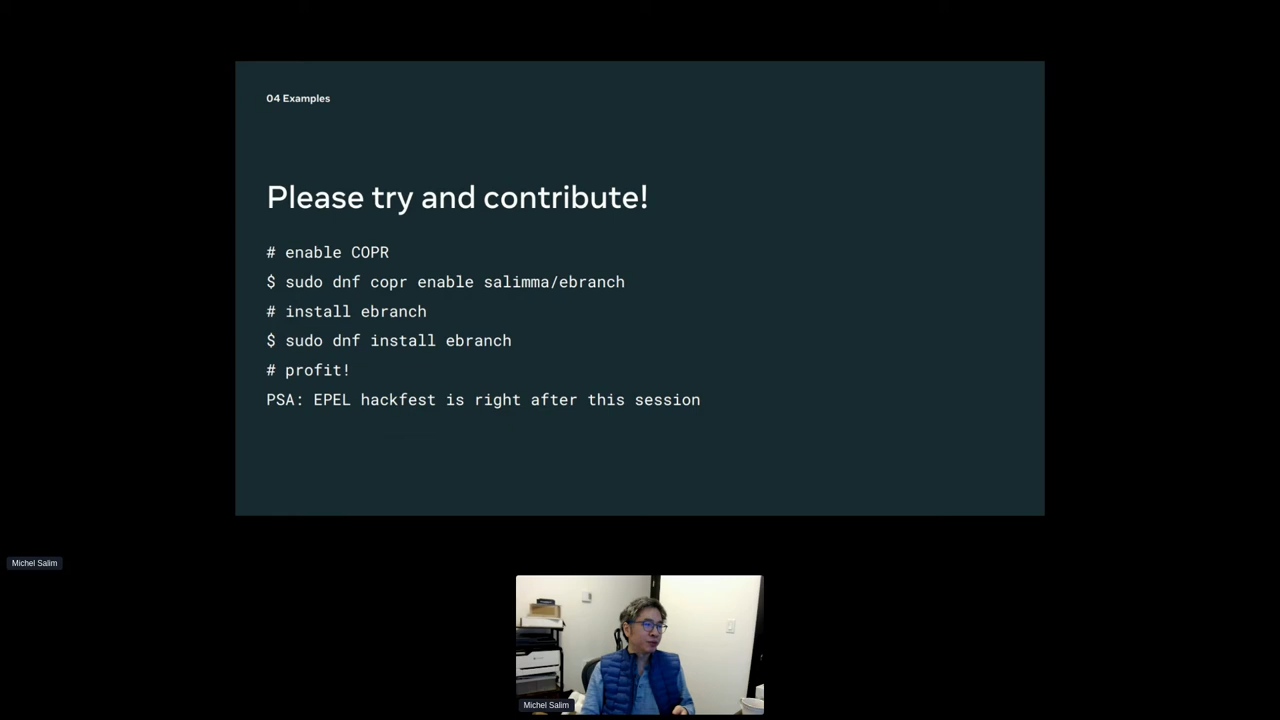 04 Examples
Please try and contribute!
# enable COPR
$ sudo dnf copr enable salimma/ebranch
# install ebranch
$ sudo dnf install ebranch
# profit!
PSA: EPEL hackfest is right after this session
Michel Salim
Michel Salim